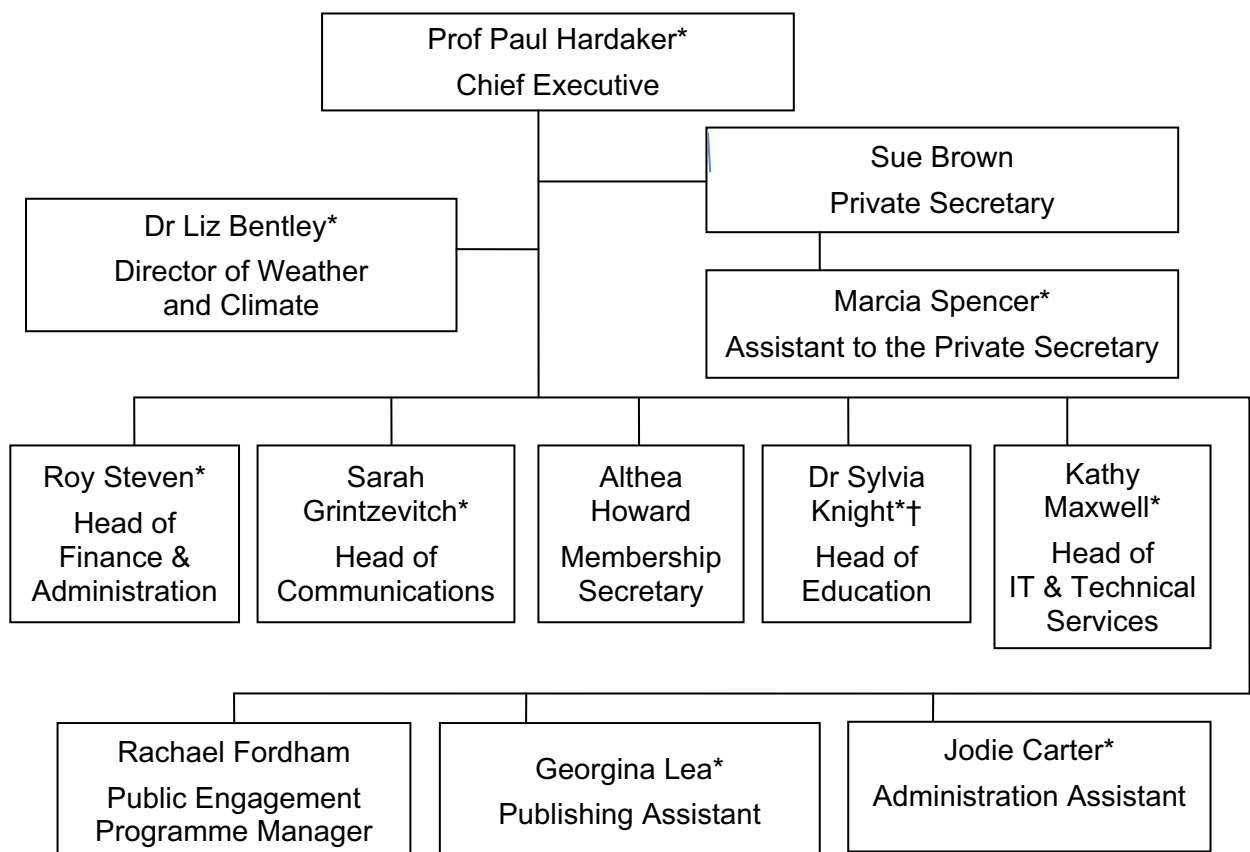 Prof Paul Hardaker*
Chief Executive
Sue Brown
Private Secretary
Dr Liz Bentley*
Director of Weather
and Climate
Marcia Spencer*
Assistant to the Private Secretary
Roy Steven*
Head of
Finance &
Administration
Sarah
Grintzevitch*
Head of
Communications
Althea
Howard
Membership
Secretary
Dr Sylvia
Knight*†
Head of
Education
Kathy
Maxwell*
Head of
IT & Technical
Services
Rachael Fordham
Public Engagement
Programme Manager
Georgina Lea*
Publishing Assistant
Jodie Carter*
Administration Assistant